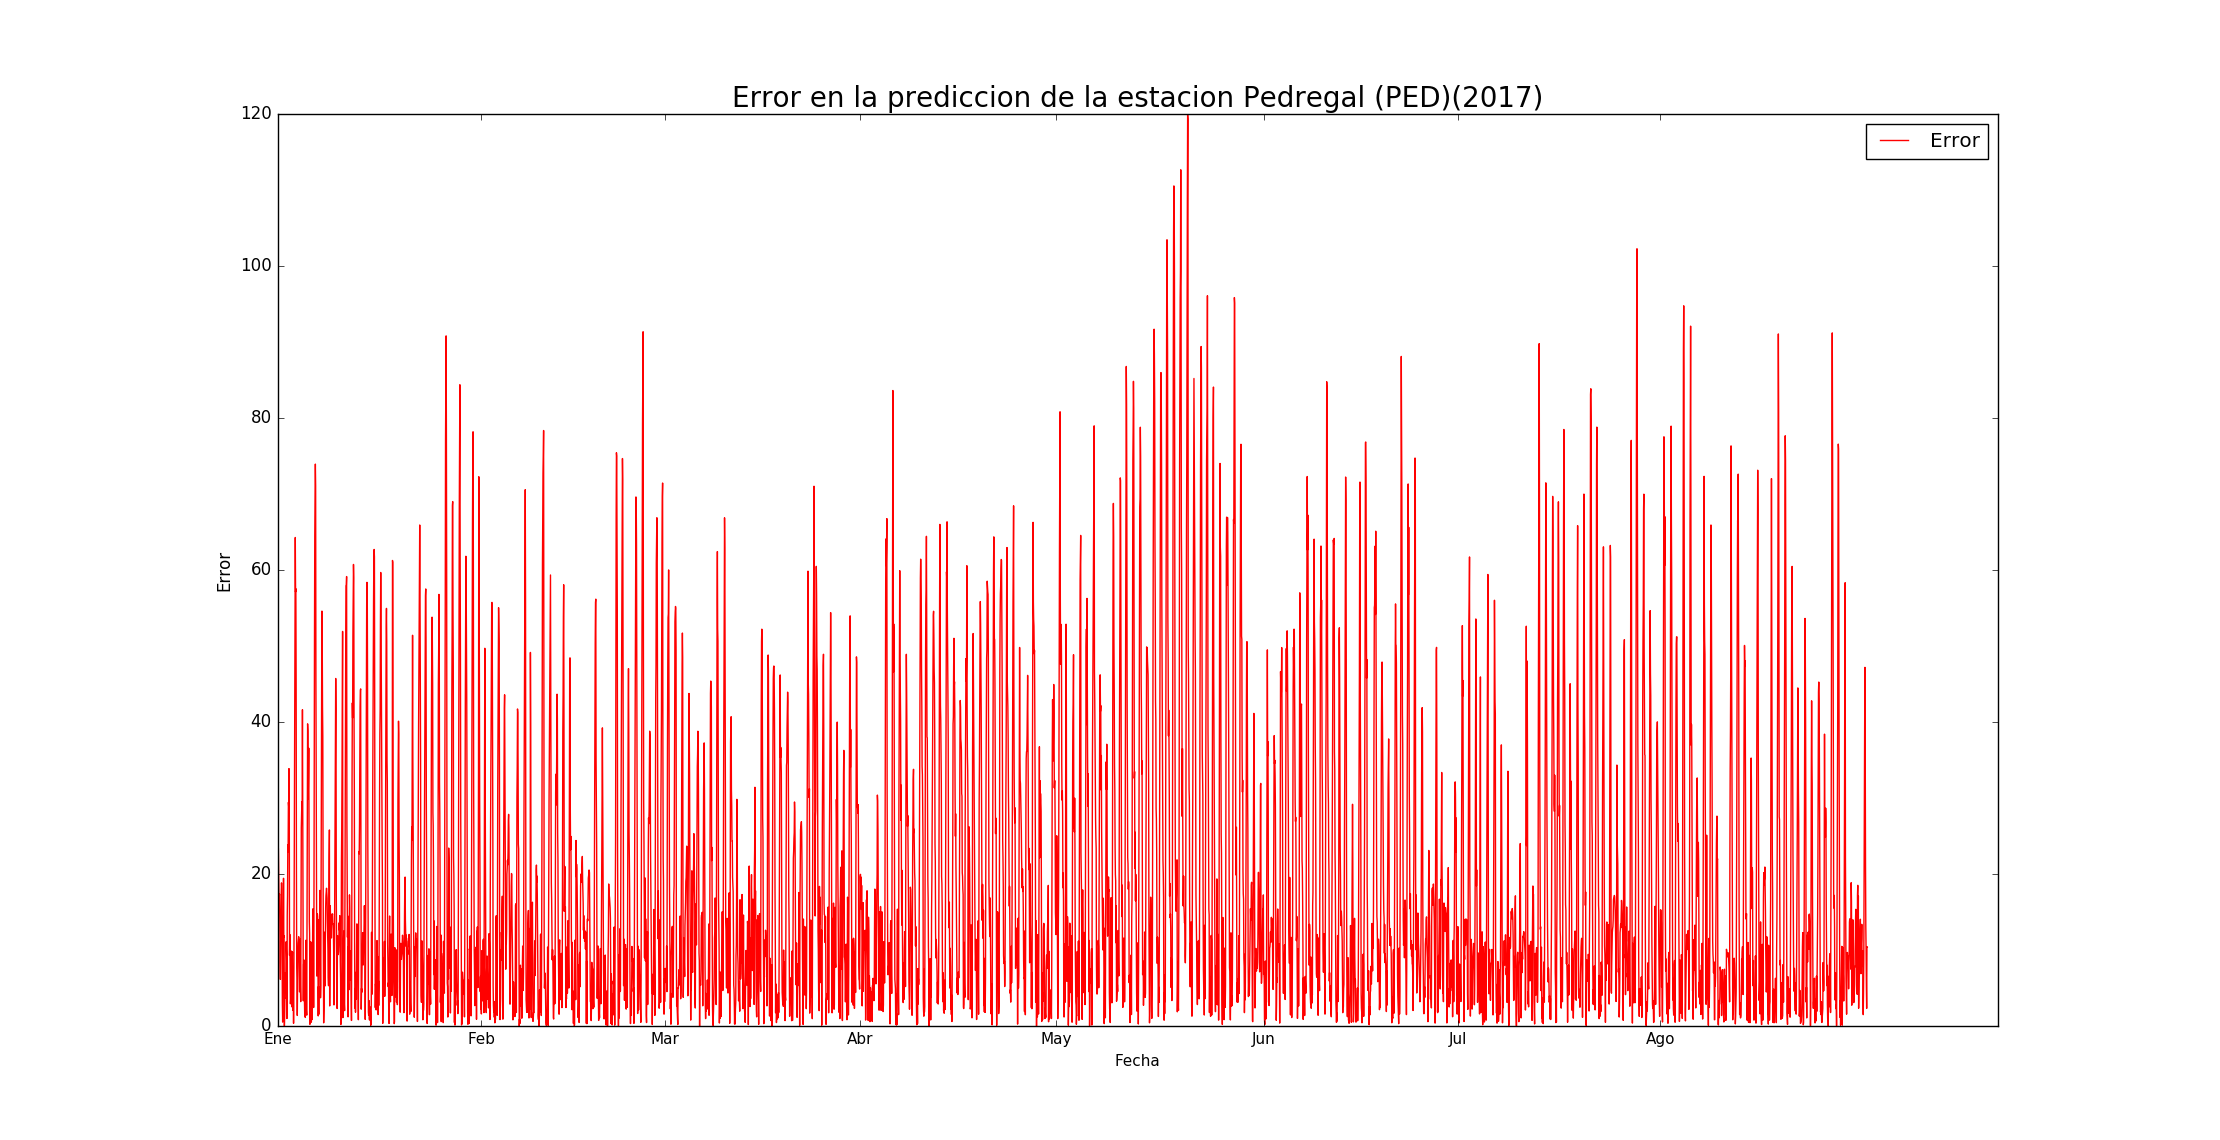 Error en la prediccion de la estacion Pedregal (PED)(2017)
120
Error
100
80
60
Error
40
20
0
Ene Feb Mar Abr May Jun Jul Ago
Fecha